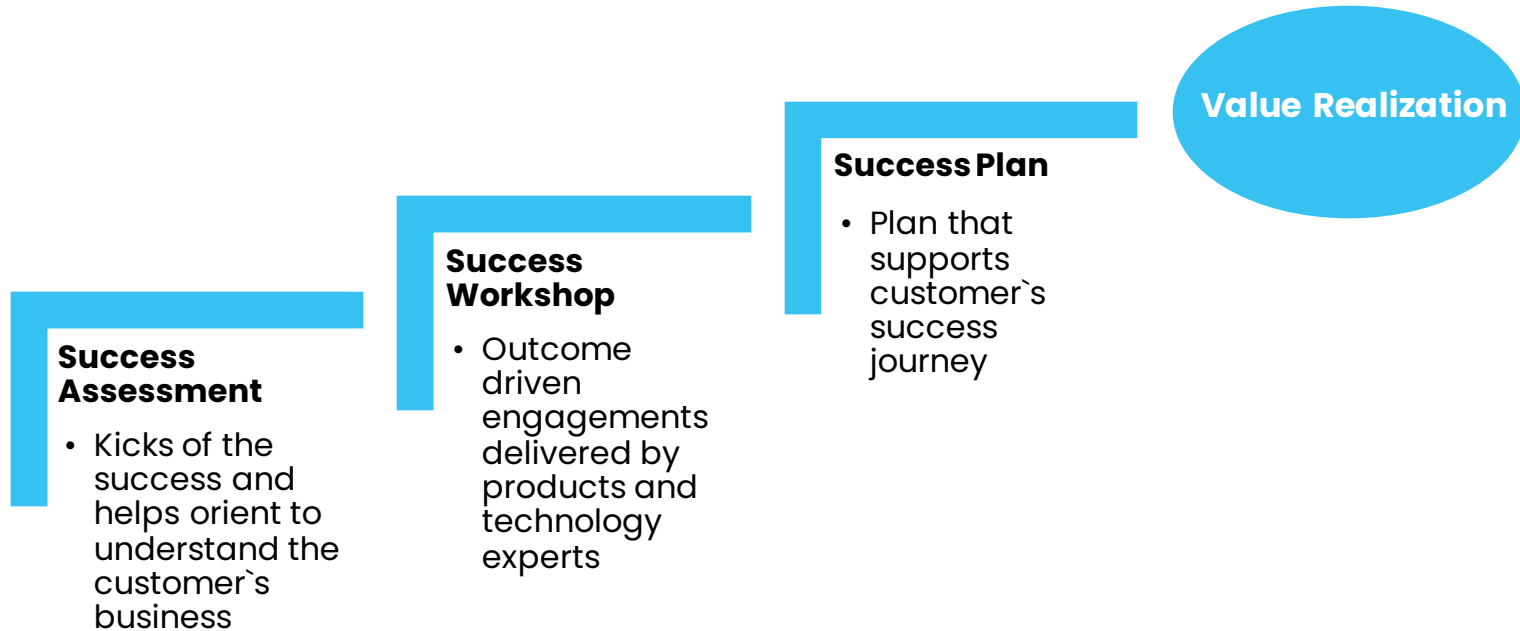 Success
Assessment
• Kicks of the
success and
helps orient to
understand the
customer`s
business
Success
Workshop
• Outcome
driven
engagements
delivered by
products and
technology
experts
Success Plan
• Plan that
supports
customer`s
success
journey
Value Realization